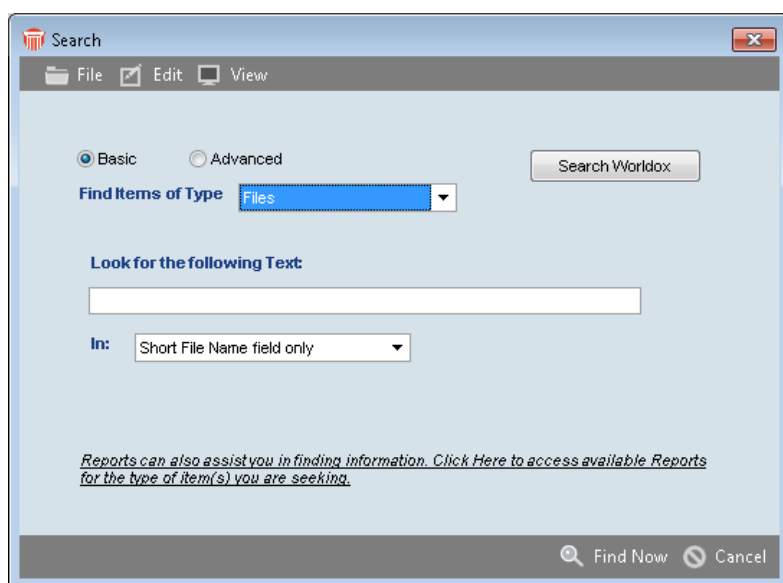 Search
File Edit View
Basic Advanced Search Worldox
Find Items of Type Files
Look for the following Text:
In: Short File Name field only
Reports can also assist you in finding information. Click Here to access available Reports
for the type of item(s) you are seeking.
Find Now Cancel